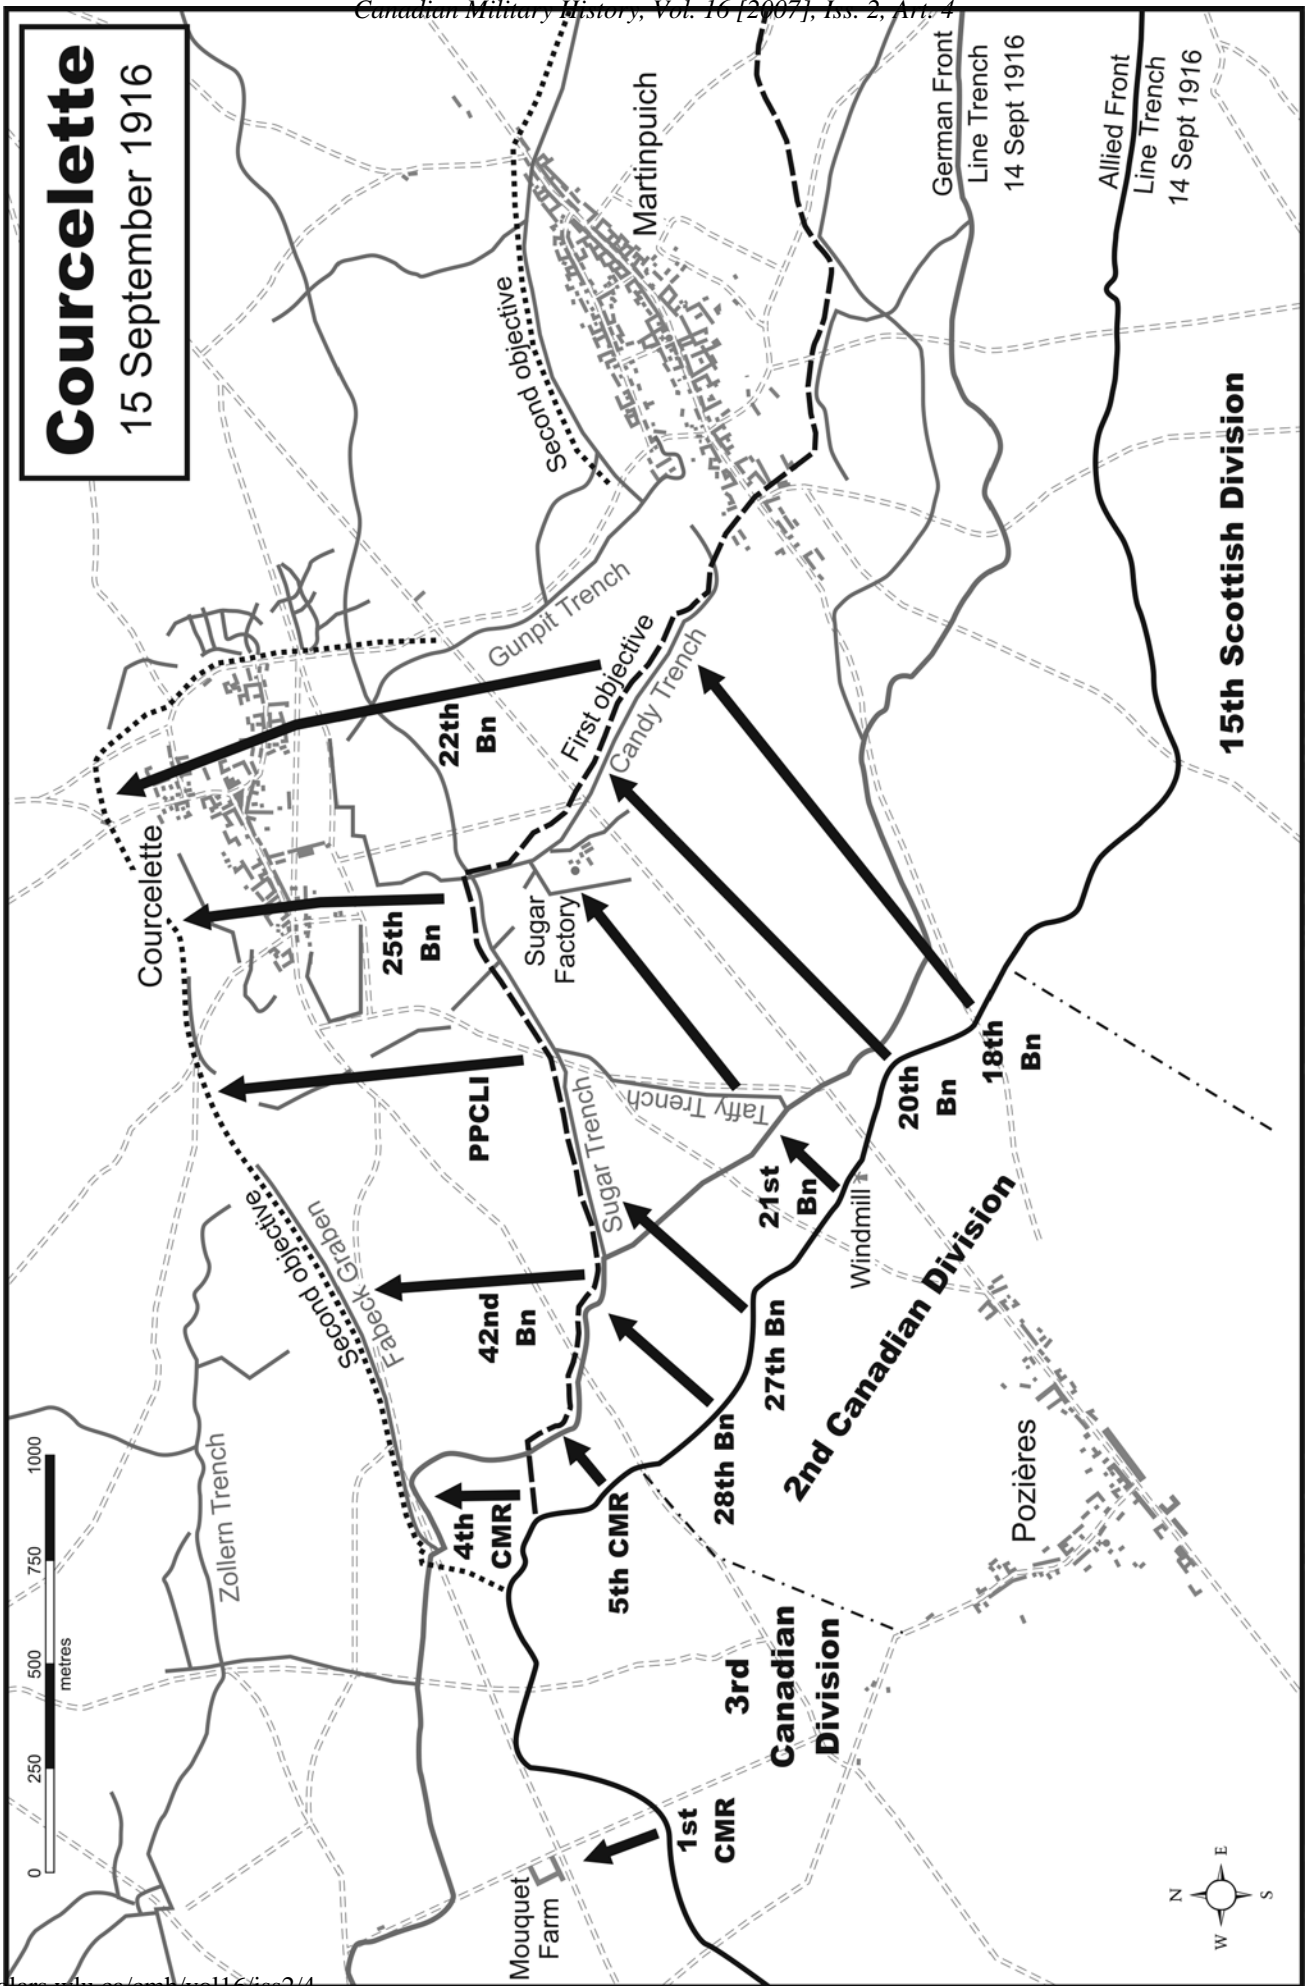 Canadian Military History, Vol. 16 [2007], Iss. 2, Art. 4
Courcelette
15 September 1916
0 250 500 750 1000
metres
Zollern Trench
Second objective
Fabeck Graben
Courcelette
Martinpuich
Second objective
Gunpit Trench
First objective
Candy Trench
German Front
Line Trench
14 Sept 1916
Allied Front
Line Trench
14 Sept 1916
22th
Bn
25th
Bn
PPCLI
42nd
Bn
4th
CMR
5th CMR
1st
CMR
Mouquet
Farm
Sugar
Factory
Sugar Trench
Taffy Trench
28th Bn
27th Bn
21st
Bn
20th
Bn
18th
Bn
Windmill
Pozières
3rd
Canadian
Division
2nd Canadian Division
15th Scottish Division
N
E
S
W